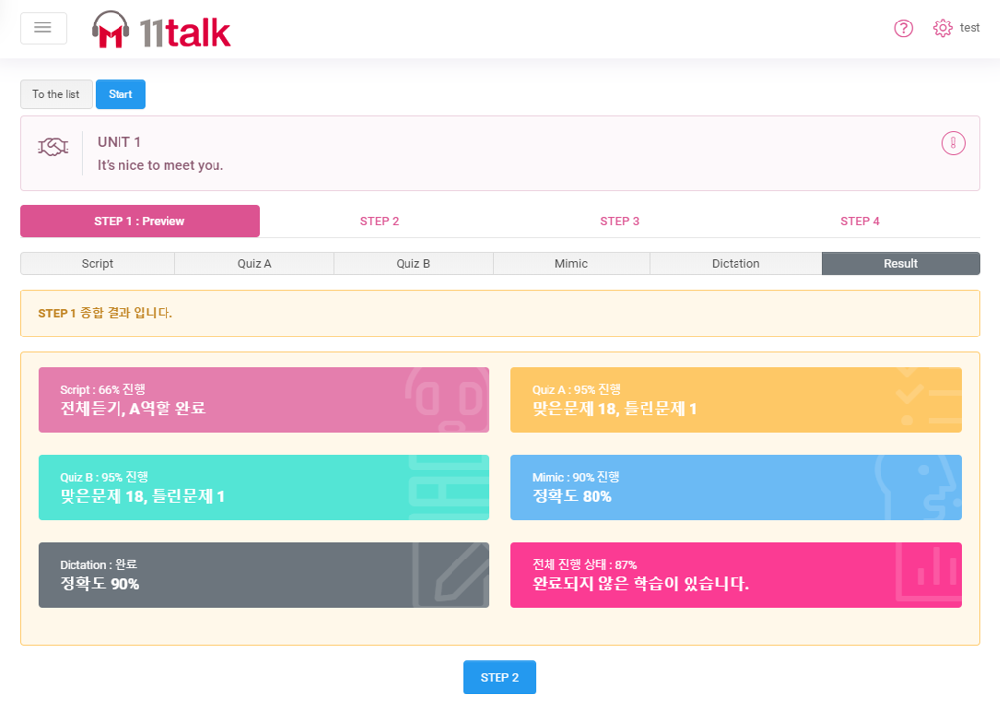 11talk
test
To the list
Start
UNIT 1
It's nice to meet you.
STEP 1 : Preview
STEP 2
STEP 3
STEP 4
Script
Quiz A
Quiz B
Mimic
Dictation
Result
STEP 1 종합 결과 입니다.
Script : 66% 진행
전체듣기, A역할 완료
Quiz A : 95% 진행
맞은문제 18, 틀린문제 1
Quiz B : 95% 진행
맞은문제 18, 틀린문제 1
Mimic : 90% 진행
정확도 80%
Dictation : 완료
정확도 90%
전체 진행 상태 : 87%
완료되지 않은 학습이 있습니다.
STEP 2